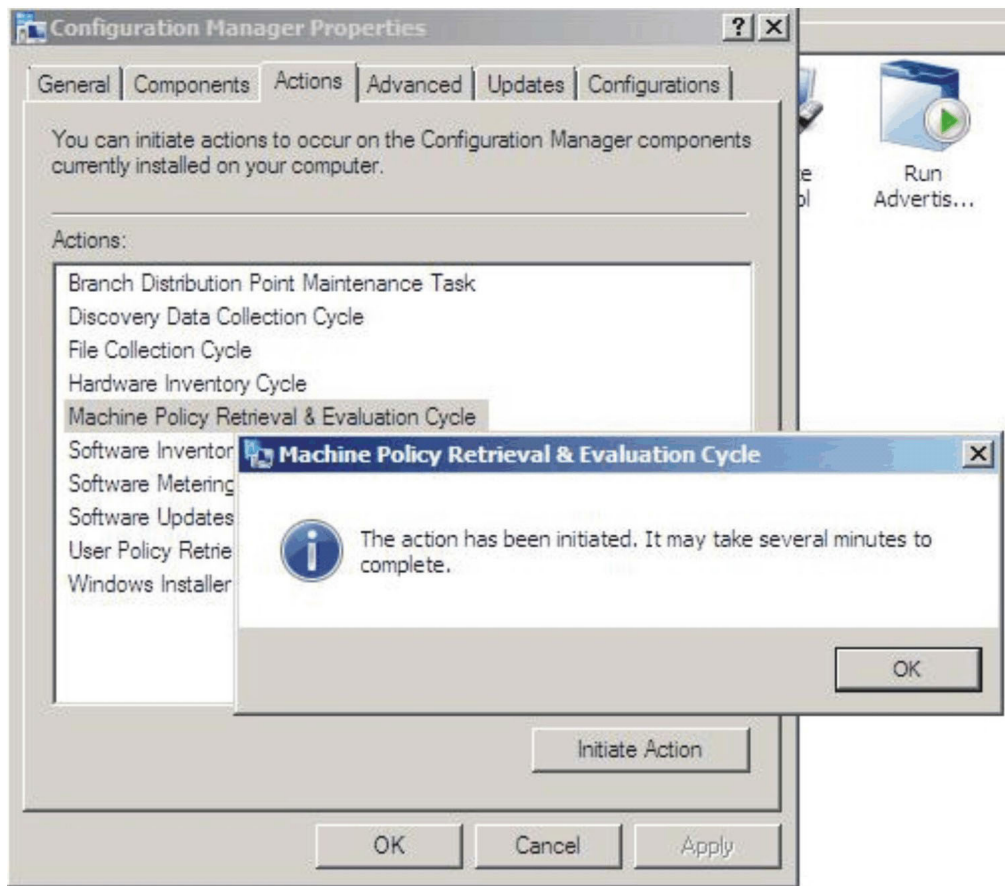 Configuration Manager Properties
General
Components
Actions
Advanced
Updates
Configurations
You can initiate actions to occur on the Configuration Manager components
currently installed on your computer.
Actions:
Branch Distribution Point Maintenance Task
Discovery Data Collection Cycle
File Collection Cycle
Hardware Inventory Cycle
Machine Policy Retrieval & Evaluation Cycle
Software Inventor
Software Metering
Software Updates
User Policy Retrie
Windows Installer
Machine Policy Retrieval & Evaluation Cycle
The action has been initiated. It may take several minutes to
complete.
OK
Initiate Action
OK
Cancel
Apply
Run
Advertis...